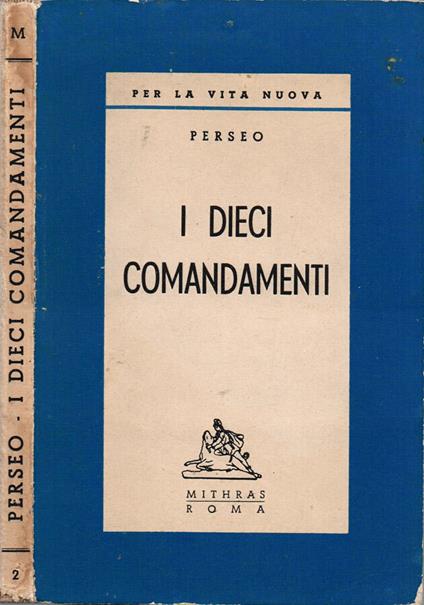 M
PERSEO - I DIECI COMANDAMENTI
2
PER LA VITA NUOVA
PERSEO
I DIECI
COMANDAMENTI
MITHRAS
ROMA